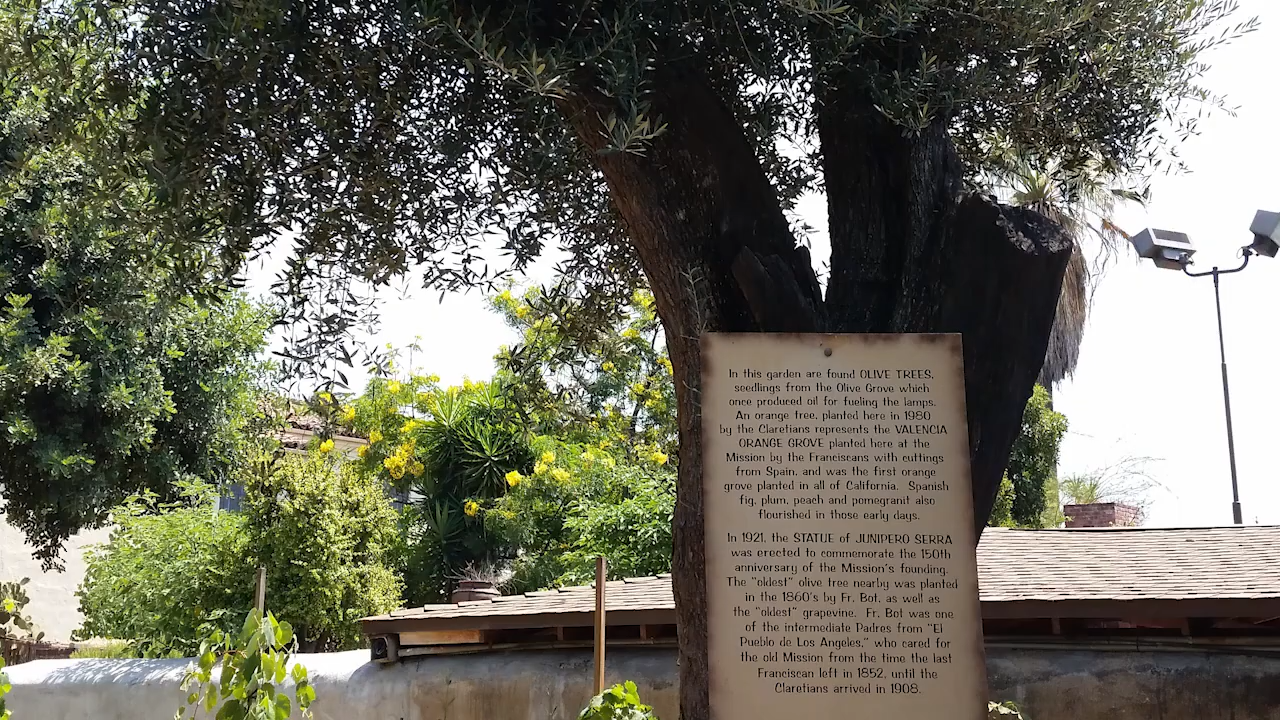 In this garden are found OLIVE TREES,
seedlings from the Olive Grove which
once produced oil for fueling the lamps.
An orange tree, planted here in 1980
by the Claretians represents the VALENCIA
ORANGE GROVE planted here at the
Mission by the Franciscans with cuttings
from Spain, and was the first orange
grove planted in all of California. Spanish
fig, plum, peach and pomegranit also
flourished in those early days.
In 1921, the STATUE of JUNIPERO SERRA
was erected to commemorate the 150th
anniversary of the Mission's founding.
The "oldest" olive tree nearby was planted
in the 1860's by Fr. Bot, as well as
the "oldest" grapevine. Fr. Bot was one
of the intermediate Padres from "El
Pueblo de Los Angeles," who cared for
the old Mission from the time the last
Franciscan left in 1852, until the
Claretians arrived in 1908.